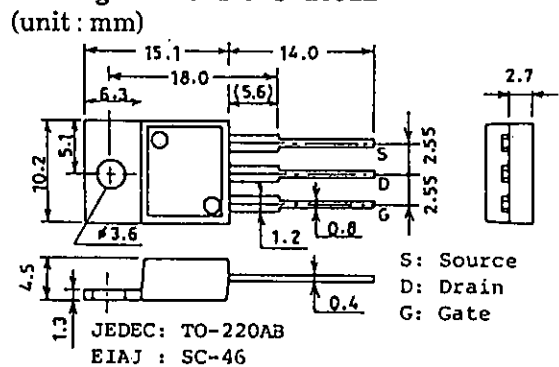 (unit : mm)
15.1 14.0
18.0
6.3 (5.6) 2.7
5.1
10.2
S 2.55
D
2.55
G
ø3.6 1.2 0.8
4.5
1.3
0.4
S: Source
D: Drain
G: Gate
JEDEC: TO-220AB
EIAJ : SC-46